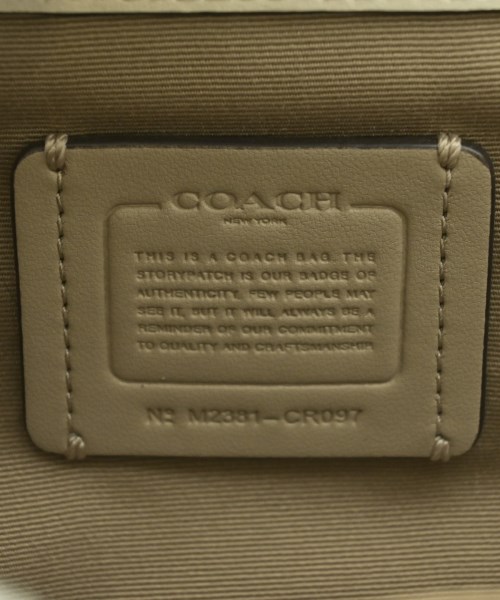 COACH
NEW YORK
THIS IS A COACH BAG. THE
STORYPATCH IS OUR BADGE OF
AUTHENTICITY. FEW PEOPLE MAY
SEE IT, BUT IT WILL ALWAYS BE A
REMINDER OF OUR COMMITMENT
TO QUALITY AND CRAFTSMANSHIP
Nº M2381-CR097